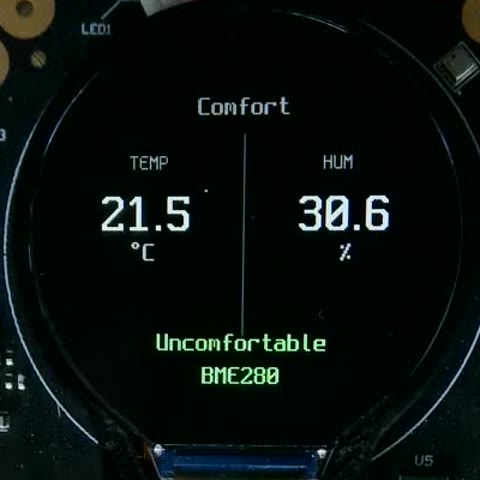 LED1
Comfort
TEMP
HUM
21.5
30.6
°C
%
Uncomfortable
BME280
U5